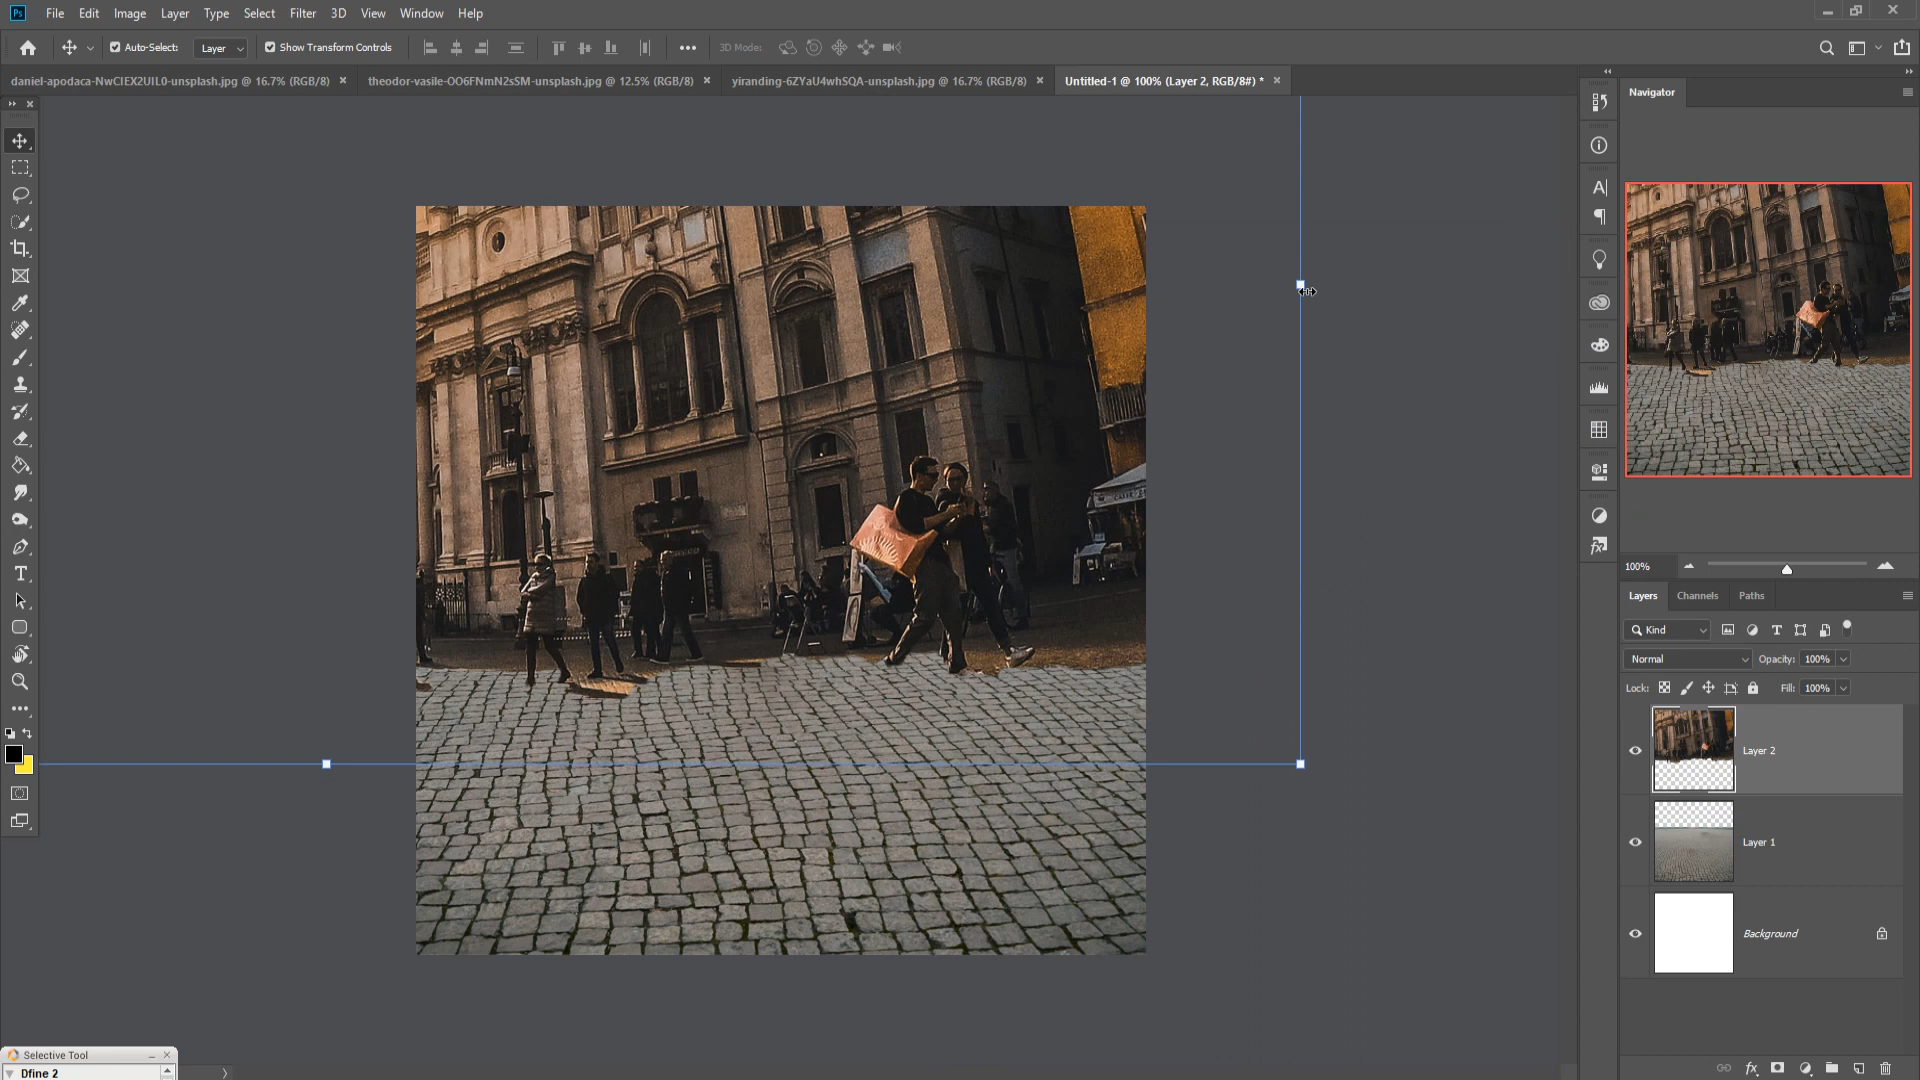 Ps File Edit Image Layer Type Select Filter 3D View Window Help
Auto-Select: Layer Show Transform Controls 3D Mode:
daniel-apodaca-NwCIEX2UIL0-unsplash.jpg @ 16.7% (RGB/8) theodor-vasile-OO6FNmN2sSM-unsplash.jpg @ 12.5% (RGB/8) yiranding-6ZYaU4whSQA-unsplash.jpg @ 16.7% (RGB/8) Untitled-1 @ 100% (Layer 2, RGB/8#) *
Navigator
100%
Layers Channels Paths
Kind
Normal Opacity: 100%
Lock: Fill: 100%
Layer 2
Layer 1
Background
Selective Tool
Dfine 2